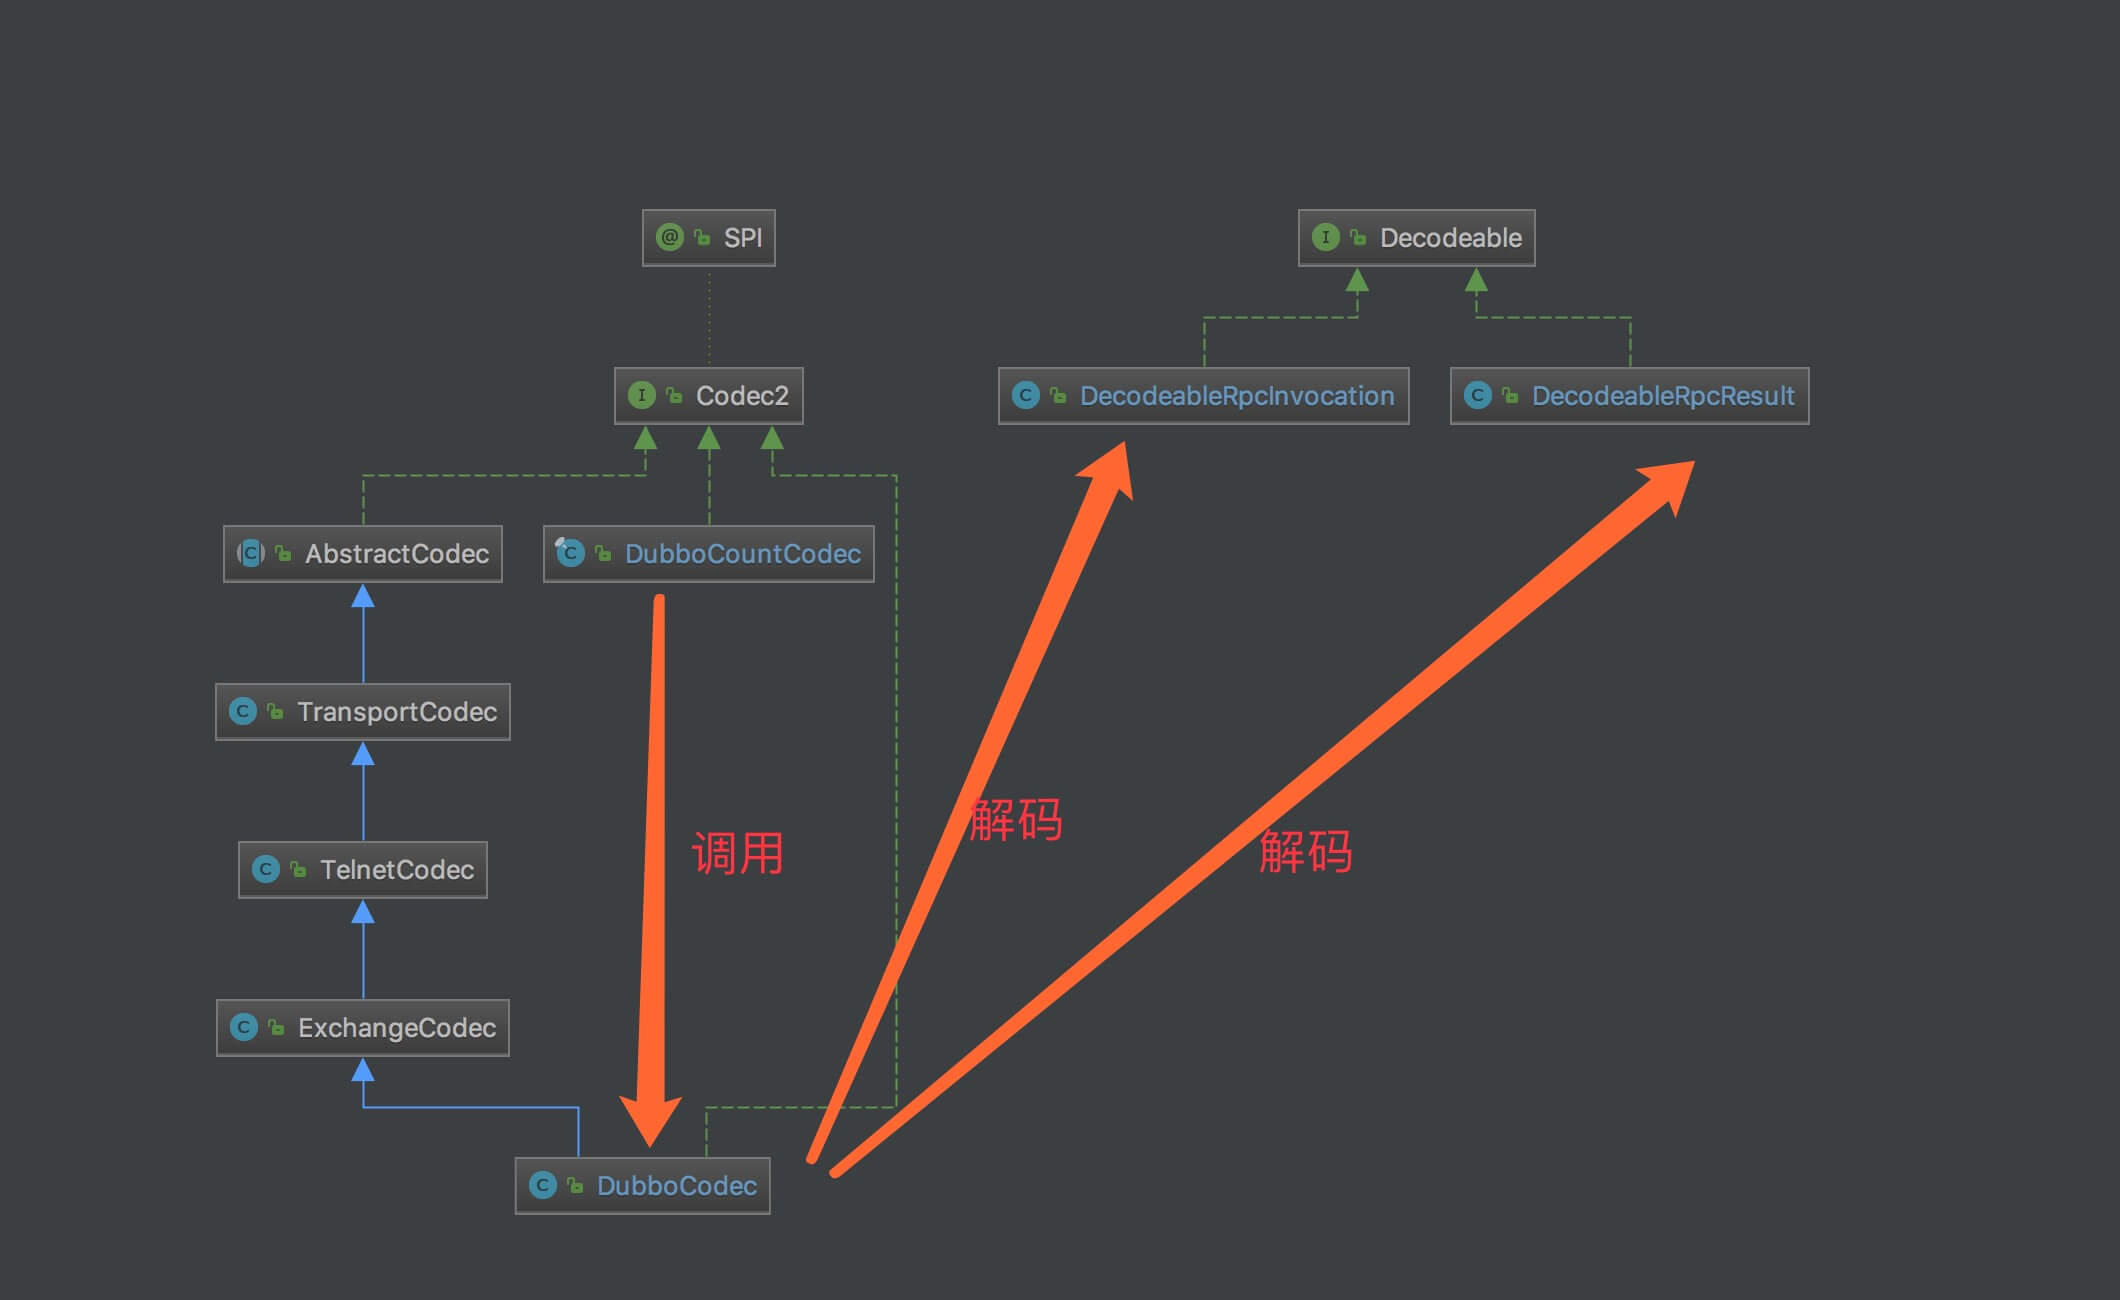 SPI
Decodeable
Codec2
DecodeableRpcInvocation
DecodeableRpcResult
AbstractCodec
DubboCountCodec
TransportCodec
解码
调用
解码
TelnetCodec
ExchangeCodec
DubboCodec